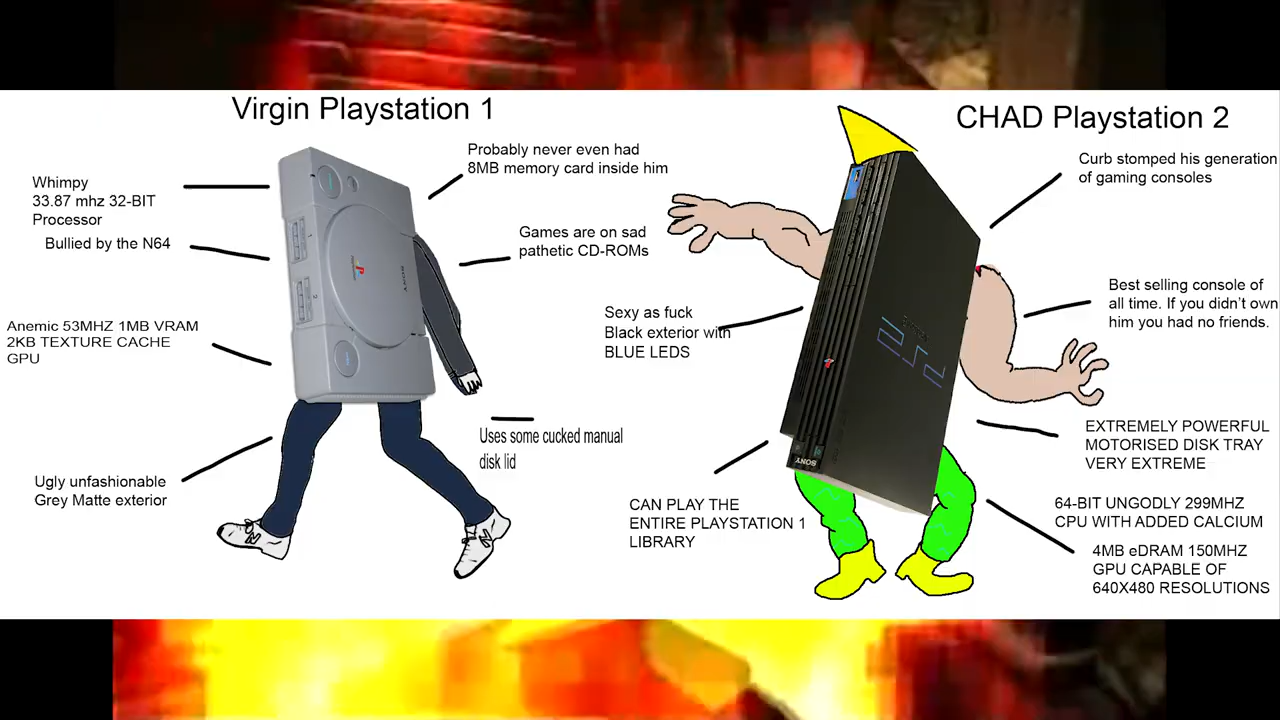 Virgin Playstation 1
Whimpy
33.87 mhz 32-BIT
Processor
Bullied by the N64
Anemic 53MHZ 1MB VRAM
2KB TEXTURE CACHE
GPU
Ugly unfashionable
Grey Matte exterior
Probably never even had
8MB memory card inside him
Games are on sad
pathetic CD-ROMs
Uses some cucked manual
disk lid
SONY
1
2
CHAD Playstation 2
Sexy as fuck
Black exterior with
BLUE LEDS
CAN PLAY THE
ENTIRE PLAYSTATION 1
LIBRARY
Curb stomped his generation
of gaming consoles
Best selling console of
all time. If you didn't own
him you had no friends.
EXTREMELY POWERFUL
MOTORISED DISK TRAY
VERY EXTREME
64-BIT UNGODLY 299MHZ
CPU WITH ADDED CALCIUM
4MB eDRAM 150MHZ
GPU CAPABLE OF
640X480 RESOLUTIONS
PS2
SONY